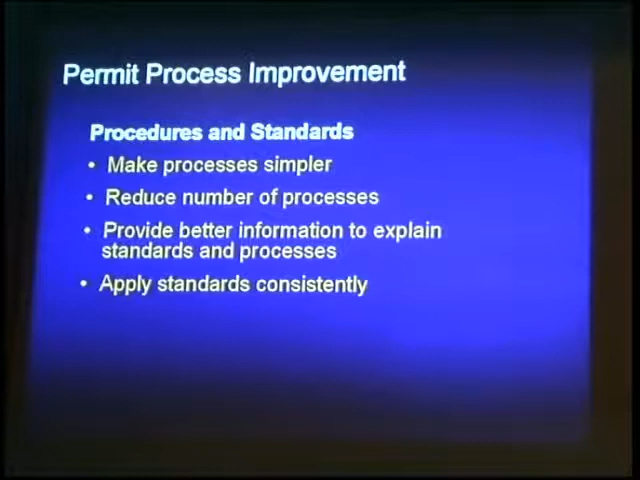 Permit Process Improvement
Procedures and Standards
• Make processes simpler
• Reduce number of processes
• Provide better information to explain
standards and processes
• Apply standards consistently